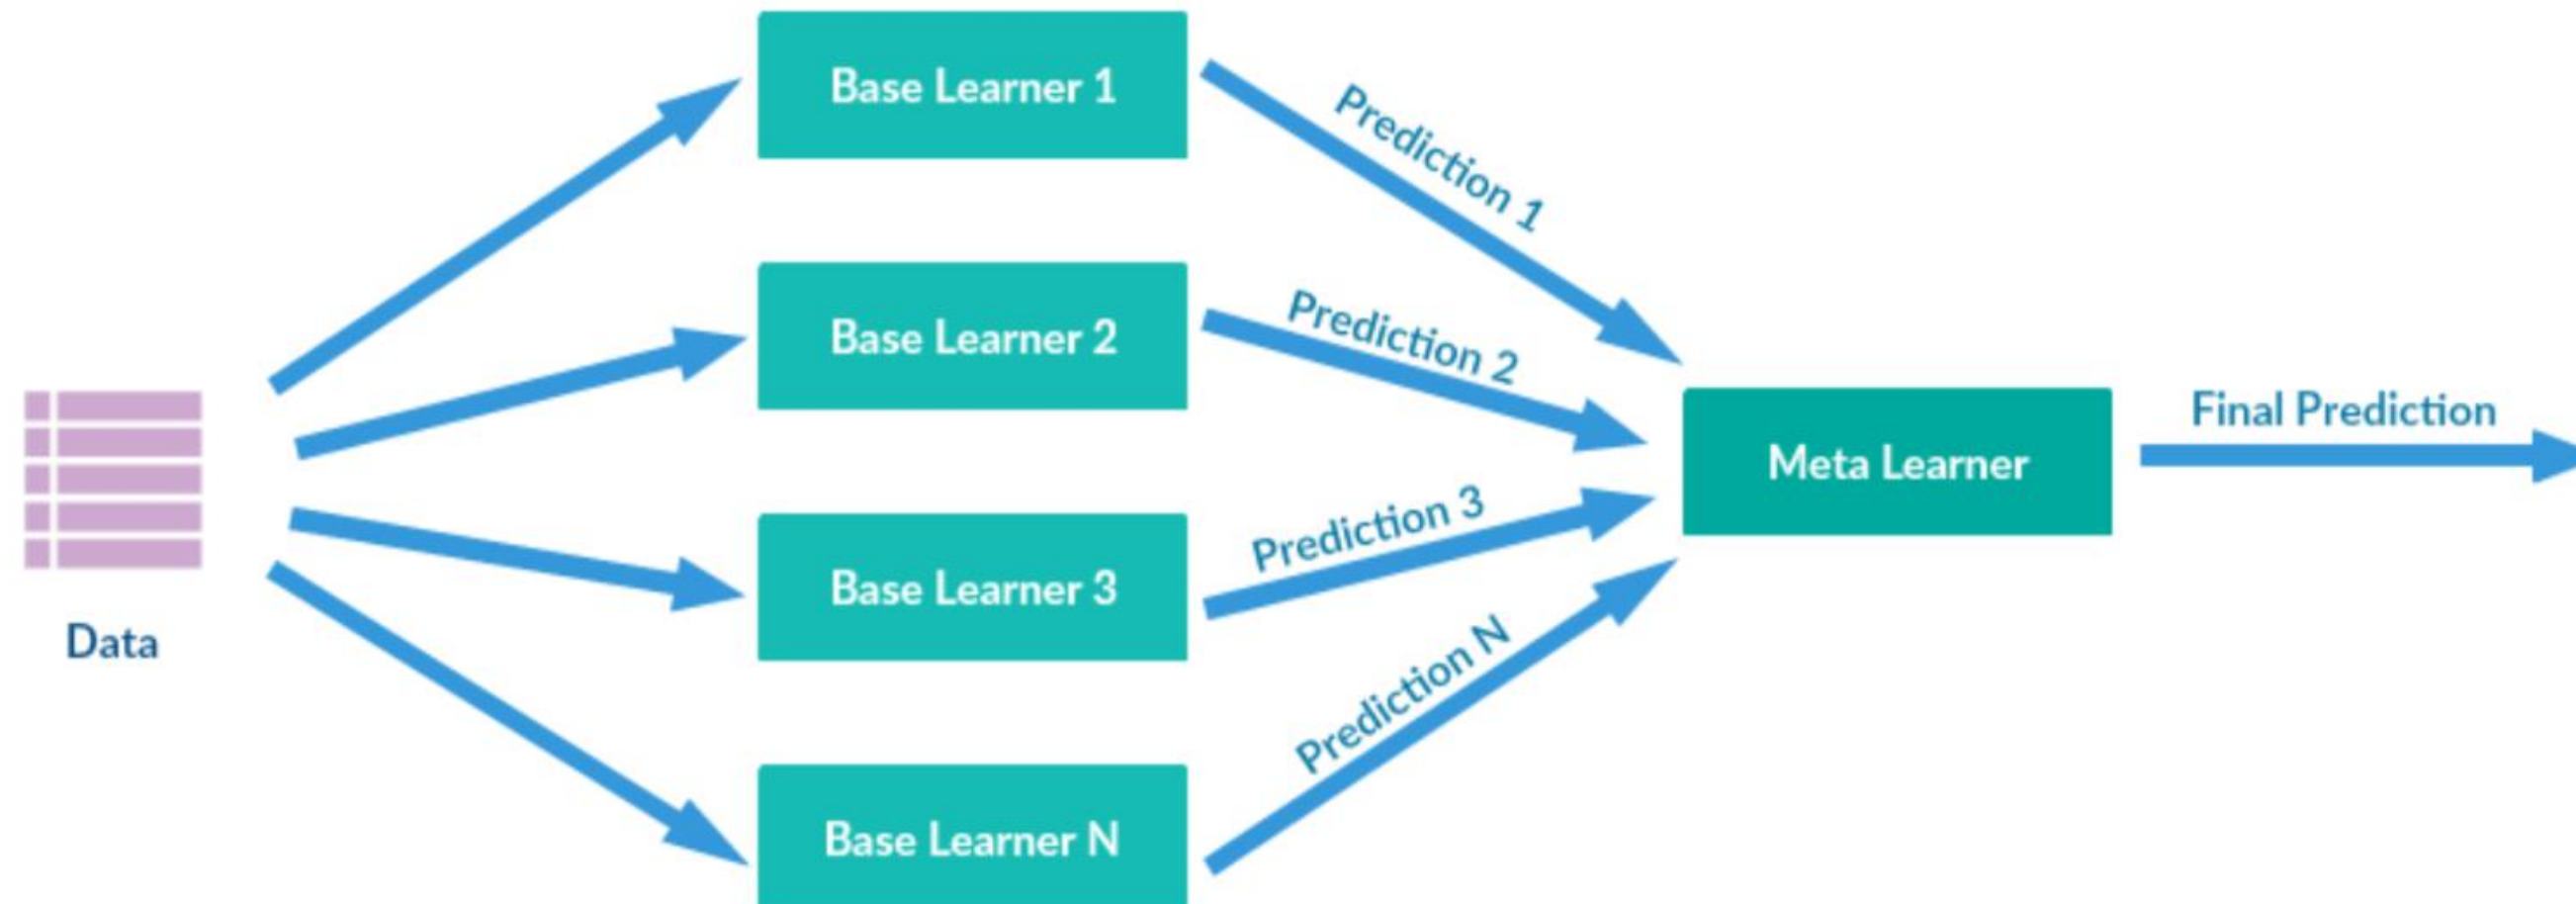 Base Learner 1
Prediction 1
Base Learner 2
Prediction 2
Data
Base Learner 3
Prediction 3
Base Learner N
Prediction N
Meta Learner
Final Prediction